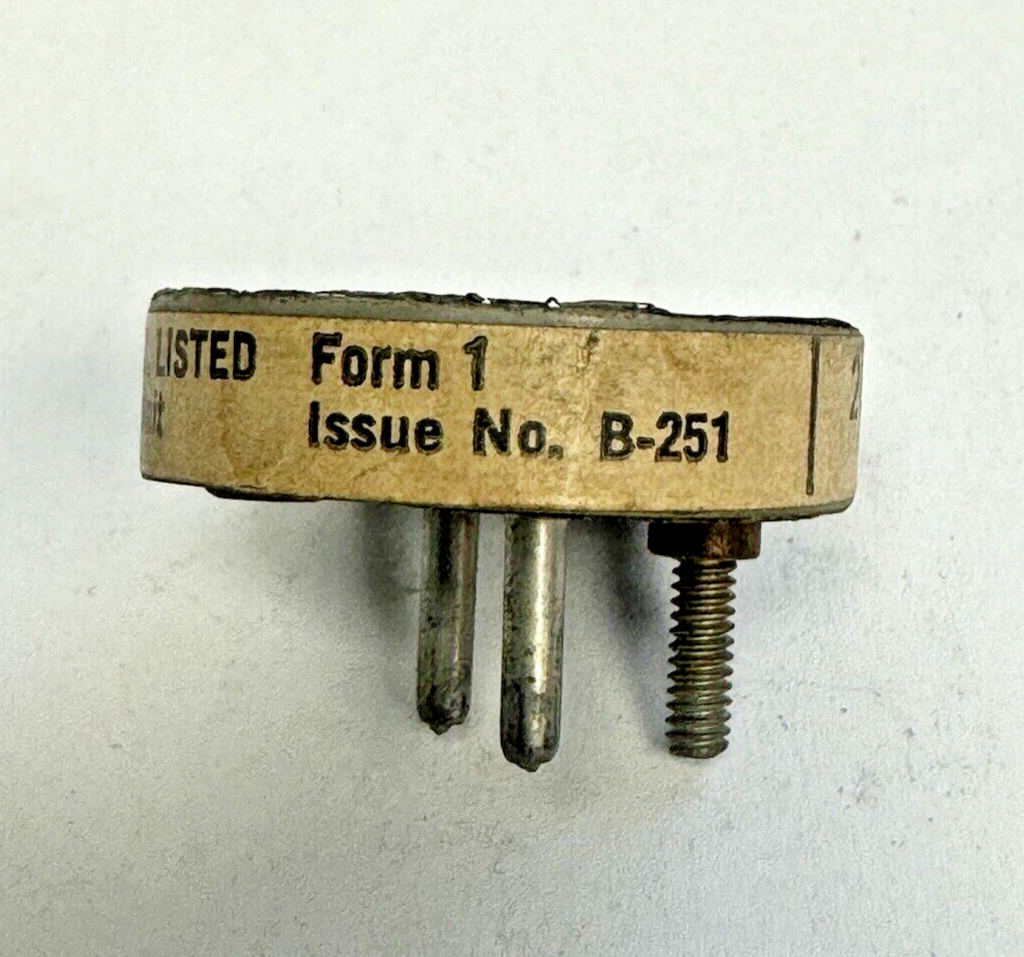 LISTED Form 1
Issue No. B-251